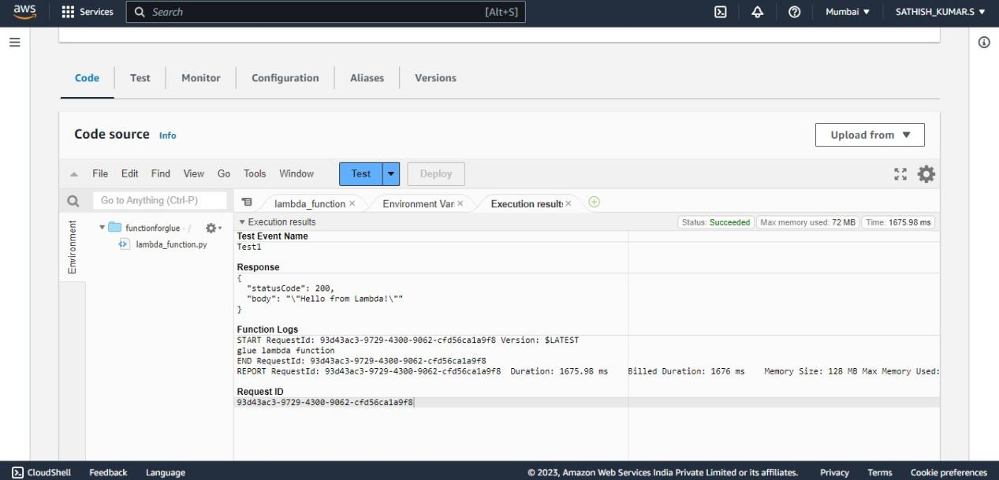 aws Services Search [Alt+S] Mumbai SATHISH_KUMAR.S
Code Test Monitor Configuration Aliases Versions
Code source Info Upload from
File Edit Find View Go Tools Window Test Deploy
Go to Anything (Ctrl-P) lambda_function Environment Vari Execution results
Environment
functionforglue - /
lambda_function.py
Execution results Status: Succeeded Max memory used: 72 MB Time: 1675.98 ms
Test Event Name
Test1
Response
{
"statusCode": 200,
"body": "\"Hello from Lambda!\""
}
Function Logs
START RequestId: 93d43ac3-9729-4300-9062-cfd56ca1a9f8 Version: $LATEST
glue lambda function
END RequestId: 93d43ac3-9729-4300-9062-cfd56ca1a9f8
REPORT RequestId: 93d43ac3-9729-4300-9062-cfd56ca1a9f8 Duration: 1675.98 ms Billed Duration: 1676 ms Memory Size: 128 MB Max Memory Used:
Request ID
93d43ac3-9729-4300-9062-cfd56ca1a9f8
CloudShell Feedback Language © 2023, Amazon Web Services India Private Limited or its affiliates. Privacy Terms Cookie preferences